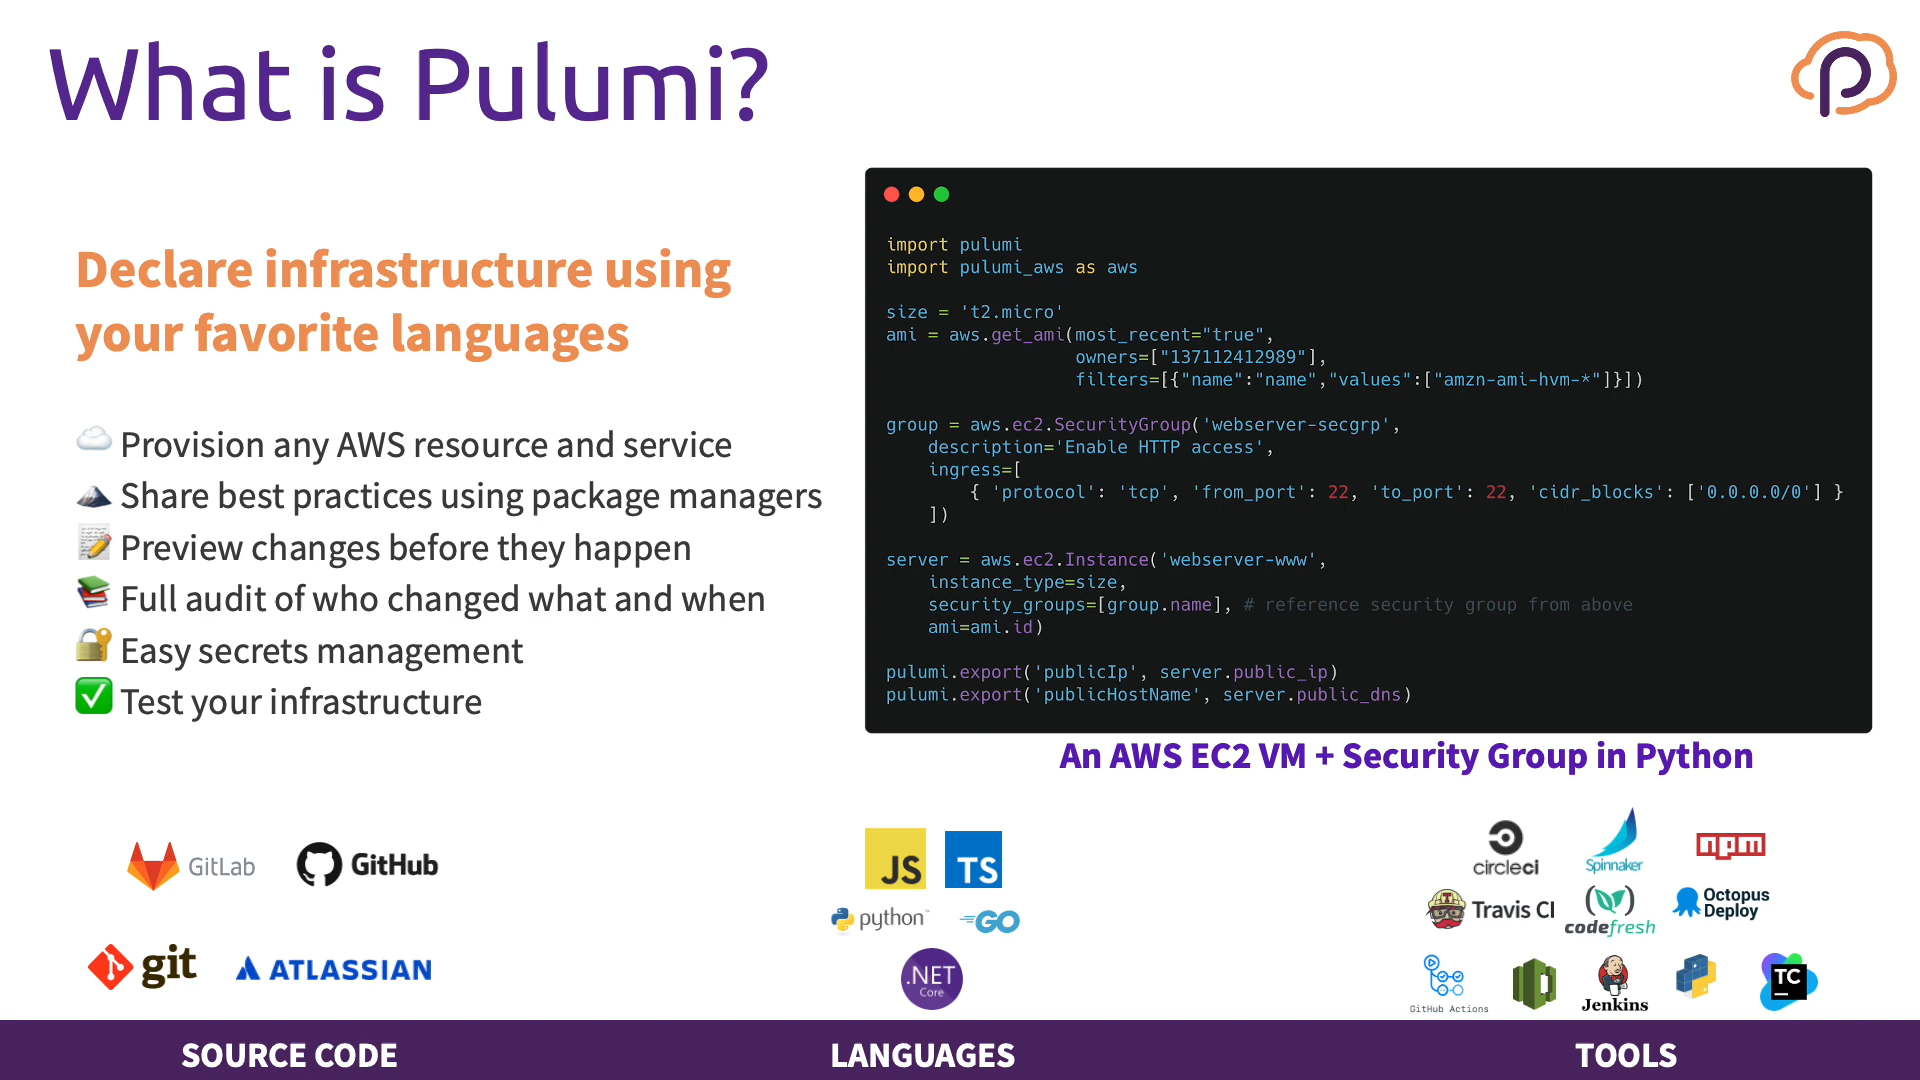 What is Pulumi?
Declare infrastructure using
your favorite languages
Provision any AWS resource and service
Share best practices using package managers
Preview changes before they happen
Full audit of who changed what and when
Easy secrets management
Test your infrastructure
import pulumi
import pulumi_aws as aws
size = 't2.micro'
ami = aws.get_ami(most_recent="true",
                  owners=["137112412989"],
                  filters=[{"name":"name","values":["amzn-ami-hvm-*"]}])
group = aws.ec2.SecurityGroup('webserver-secgrp',
    description='Enable HTTP access',
    ingress=[
        { 'protocol': 'tcp', 'from_port': 22, 'to_port': 22, 'cidr_blocks': ['0.0.0.0/0'] }
    ])
server = aws.ec2.Instance('webserver-www',
    instance_type=size,
    security_groups=[group.name], # reference security group from above
    ami=ami.id)
pulumi.export('publicIp', server.public_ip)
pulumi.export('publicHostName', server.public_dns)
An AWS EC2 VM + Security Group in Python
GitLab GitHub
git ATLASSIAN
JS TS
python™ GO
.NET
Core
circleci Spinnaker npm
Travis CI codefresh Octopus
Deploy
GitHub Actions Jenkins TC
SOURCE CODE LANGUAGES TOOLS